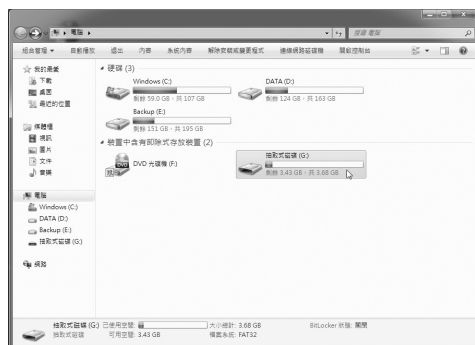 電腦
搜尋 電腦
組合管理 自動播放 退出 內容 系統內容 解除安裝或變更程式 連線網路磁碟機 開啟控制台
我的最愛
下載
桌面
最近的位置
媒體櫃
視訊
圖片
文件
音樂
電腦
Windows (C:)
DATA (D:)
Backup (E:)
抽取式磁碟 (G:)
網路
硬碟 (3)
Windows (C:)
剩餘 59.0 GB，共 107 GB
DATA (D:)
剩餘 124 GB，共 163 GB
Backup (E:)
剩餘 151 GB，共 195 GB
裝置中含有卸除式存放裝置 (2)
DVD
DVD 光碟機 (F:)
抽取式磁碟 (G:)
剩餘 3.43 GB，共 3.68 GB
抽取式磁碟 (G:) 已使用空間: 大小總計: 3.68 GB BitLocker 狀態: 關閉
抽取式磁碟 可用空間: 3.43 GB 檔案系統: FAT32